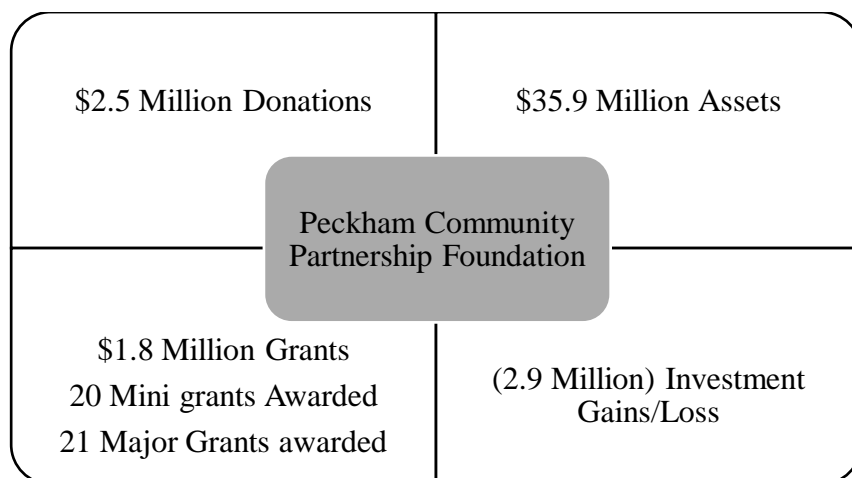 $2.5 Million Donations
$35.9 Million Assets
Peckham Community
Partnership Foundation
$1.8 Million Grants
20 Mini grants Awarded
21 Major Grants awarded
(2.9 Million) Investment
Gains/Loss